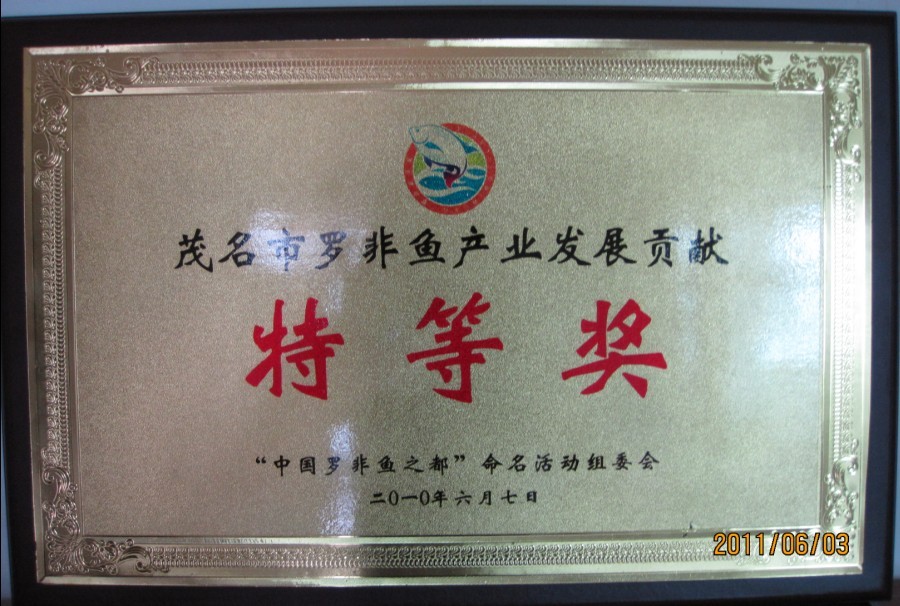 茂名市罗非鱼产业发展贡献
特等奖
“中国罗非鱼之都”命名活动组委会
二0一0年六月七日
2011/06/03